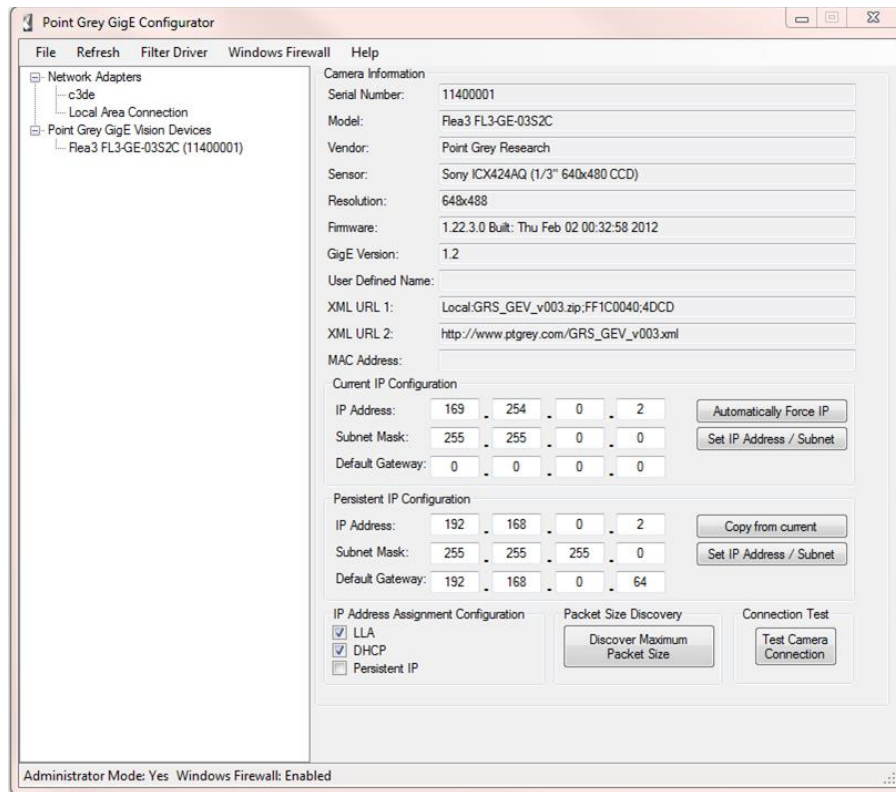 Point Grey GigE Configurator
File Refresh Filter Driver Windows Firewall Help
Network Adapters
c3de
Local Area Connection
Point Grey GigE Vision Devices
Flea3 FL3-GE-03S2C (11400001)
Camera Information
Serial Number: 11400001
Model: Flea3 FL3-GE-03S2C
Vendor: Point Grey Research
Sensor: Sony ICX424AQ (1/3" 640x480 CCD)
Resolution: 648x488
Firmware: 1.22.3.0 Built: Thu Feb 02 00:32:58 2012
GigE Version: 1.2
User Defined Name:
XML URL 1: Local:GRS_GEV_v003.zip;FF1C0040;4DCD
XML URL 2: http://www.ptgrey.com/GRS_GEV_v003.xml
MAC Address:
Current IP Configuration
IP Address: 169 . 254 . 0 . 2 Automatically Force IP
Subnet Mask: 255 . 255 . 0 . 0 Set IP Address / Subnet
Default Gateway: 0 . 0 . 0 . 0
Persistent IP Configuration
IP Address: 192 . 168 . 0 . 2 Copy from current
Subnet Mask: 255 . 255 . 255 . 0 Set IP Address / Subnet
Default Gateway: 192 . 168 . 0 . 64
IP Address Assignment Configuration
LLA
DHCP
Persistent IP
Packet Size Discovery
Discover Maximum
Packet Size
Connection Test
Test Camera
Connection
Administrator Mode: Yes Windows Firewall: Enabled